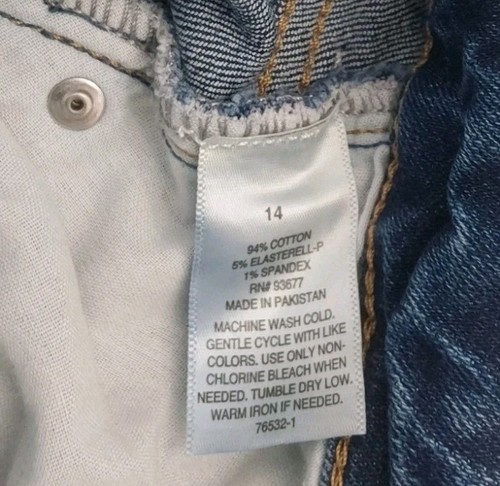 14
94% COTTON
5% ELASTERELL-P
1% SPANDEX
RN# 93677
MADE IN PAKISTAN
MACHINE WASH COLD.
GENTLE CYCLE WITH LIKE
COLORS. USE ONLY NON-
CHLORINE BLEACH WHEN
NEEDED. TUMBLE DRY LOW.
WARM IRON IF NEEDED.
76532-1